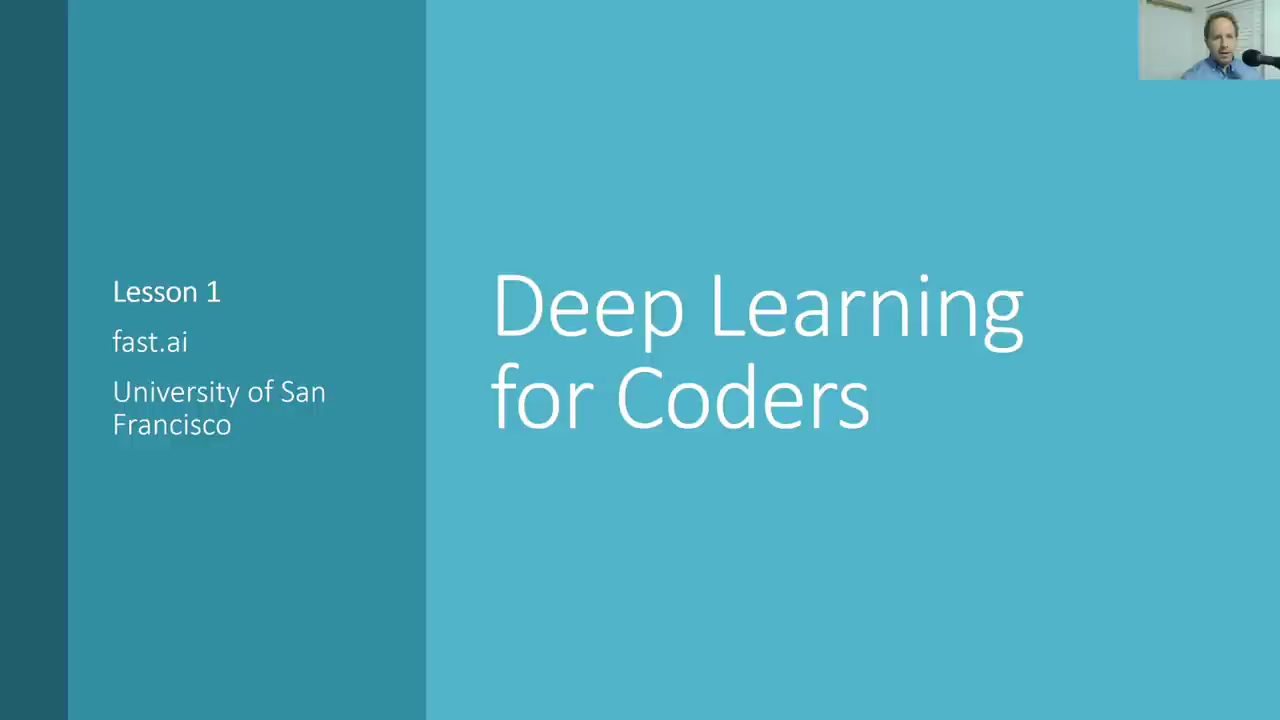 Lesson 1
fast.ai
University of San
Francisco
Deep Learning
for Coders